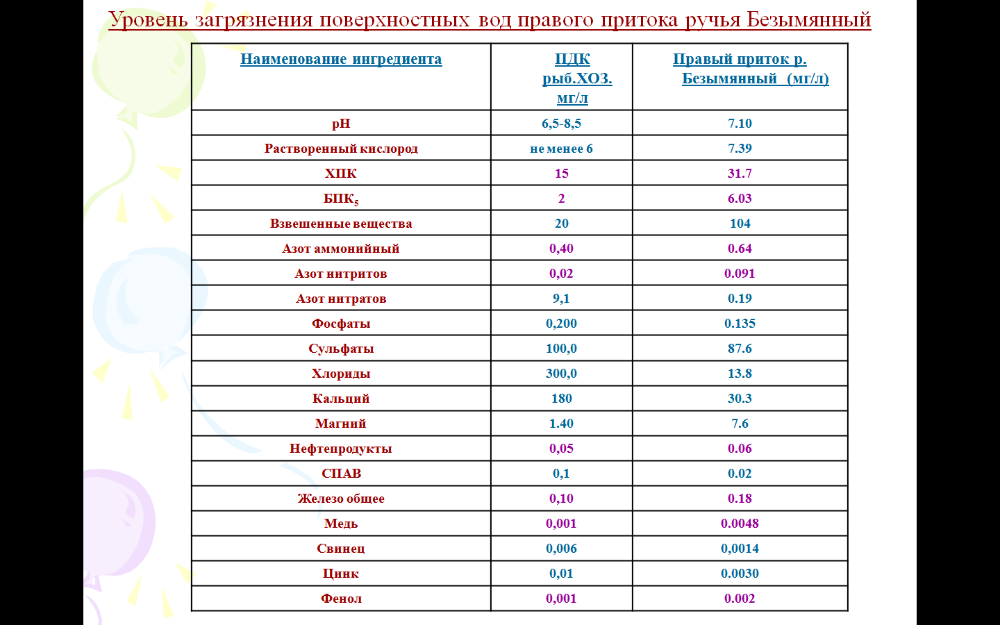 Уровень загрязнения поверхностных вод правого притока ручья Безымянный
Наименование ингредиента ПДК рыб.ХОЗ. мг/л Правый приток р. Безымянный (мг/л)
pH 6,5-8,5 7.10
Растворенный кислород не менее 6 7.39
ХПК 15 31.7
БПК5 2 6.03
Взвешенные вещества 20 104
Азот аммонийный 0,40 0.64
Азот нитритов 0,02 0.091
Азот нитратов 9,1 0.19
Фосфаты 0,200 0.135
Сульфаты 100,0 87.6
Хлориды 300,0 13.8
Кальций 180 30.3
Магний 1.40 7.6
Нефтепродукты 0,05 0.06
СПАВ 0,1 0.02
Железо общее 0,10 0.18
Медь 0,001 0.0048
Свинец 0,006 0,0014
Цинк 0,01 0.0030
Фенол 0,001 0.002